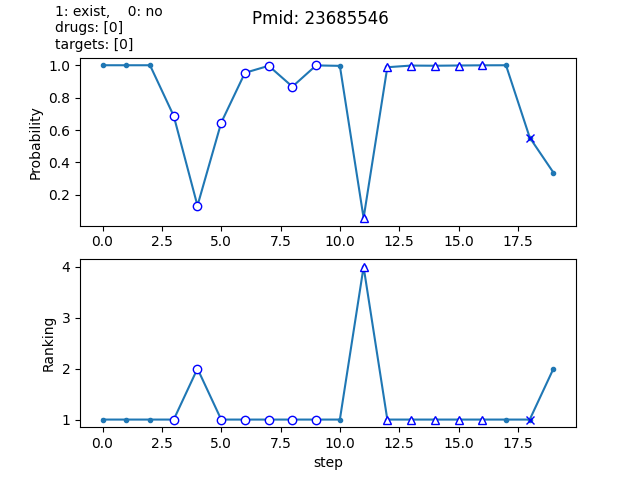 1: exist,    0: no
drugs: [0]
targets: [0]
Pmid: 23685546
1.0
0.8
0.6
0.4
0.2
Probability
0.0 2.5 5.0 7.5 10.0 12.5 15.0 17.5
4
3
2
1
Ranking
0.0 2.5 5.0 7.5 10.0 12.5 15.0 17.5
step